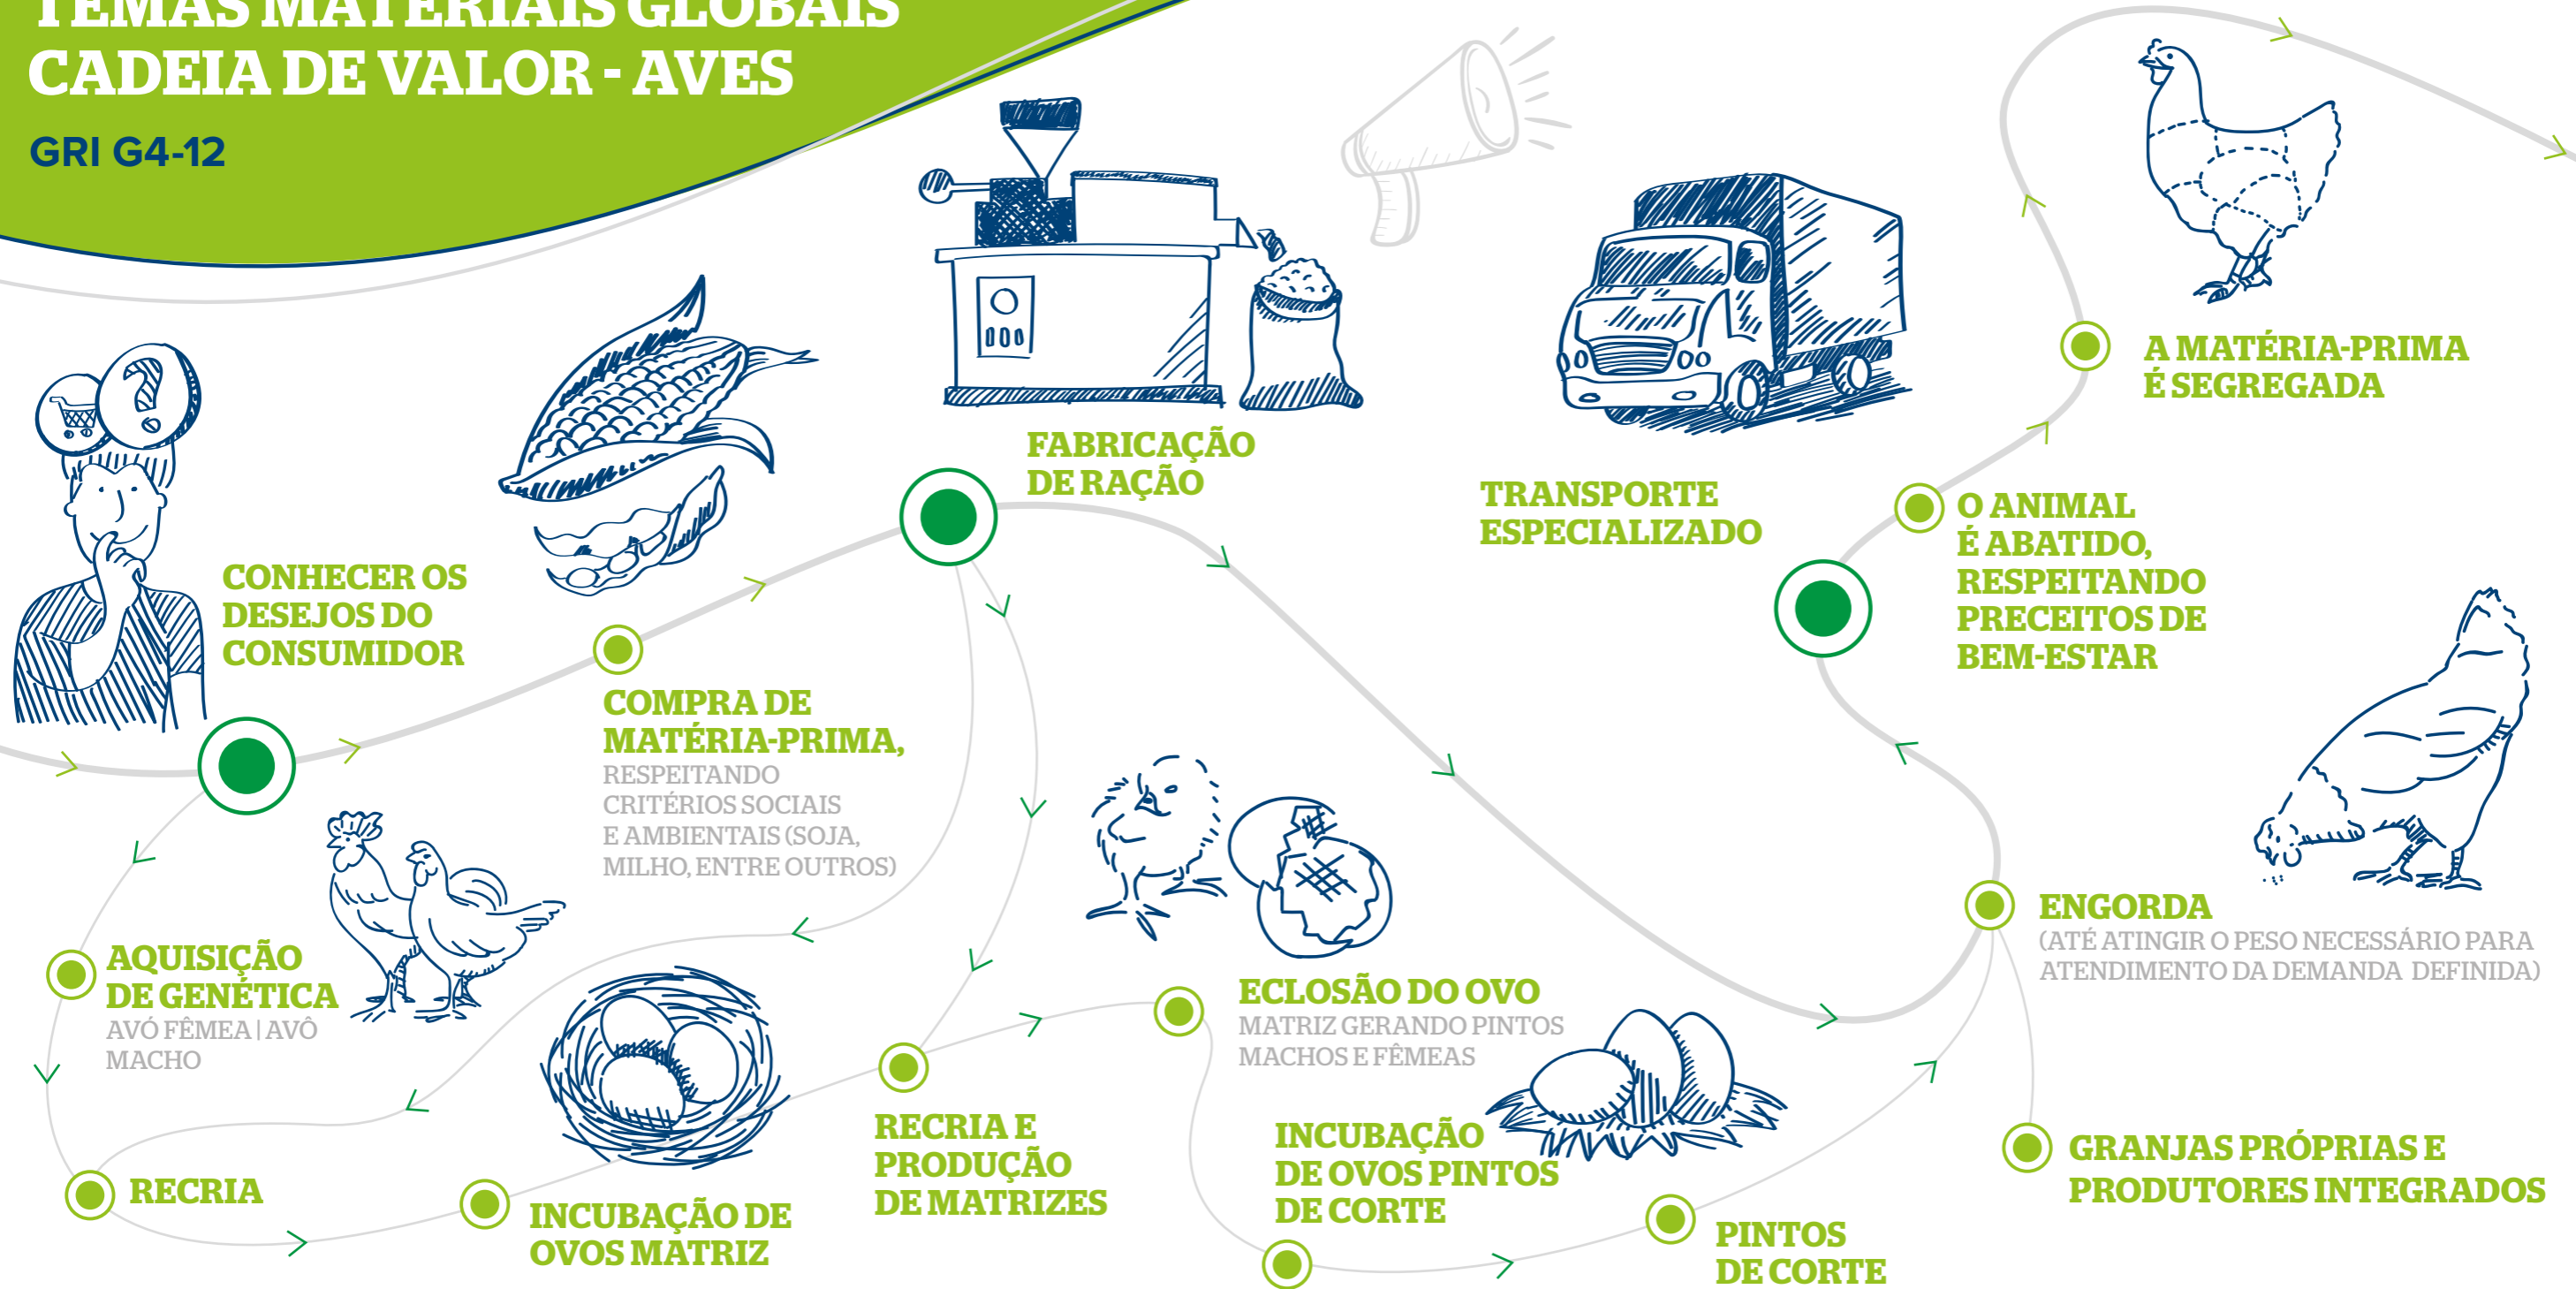 TEMAS MATERIAIS GLOBAIS
CADEIA DE VALOR - AVES
GRI G4-12
CONHECER OS
DESEJOS DO
CONSUMIDOR
COMPRA DE
MATÉRIA-PRIMA,
RESPEITANDO
CRITÉRIOS SOCIAIS
E AMBIENTAIS (SOJA,
MILHO, ENTRE OUTROS)
FABRICAÇÃO
DE RAÇÃO
TRANSPORTE
ESPECIALIZADO
A MATÉRIA-PRIMA
É SEGREGADA
O ANIMAL
É ABATIDO,
RESPEITANDO
PRECEITOS DE
BEM-ESTAR
ENGORDA
(ATÉ ATINGIR O PESO NECESSÁRIO PARA
ATENDIMENTO DA DEMANDA DEFINIDA)
GRANJAS PRÓPRIAS E
PRODUTORES INTEGRADOS
AQUISIÇÃO
DE GENÉTICA
AVÓ FÊMEA | AVÔ
MACHO
RECRIA
INCUBAÇÃO DE
OVOS MATRIZ
RECRIA E
PRODUÇÃO
DE MATRIZES
ECLOSÃO DO OVO
MATRIZ GERANDO PINTOS
MACHOS E FÊMEAS
INCUBAÇÃO
DE OVOS PINTOS
DE CORTE
PINTOS
DE CORTE